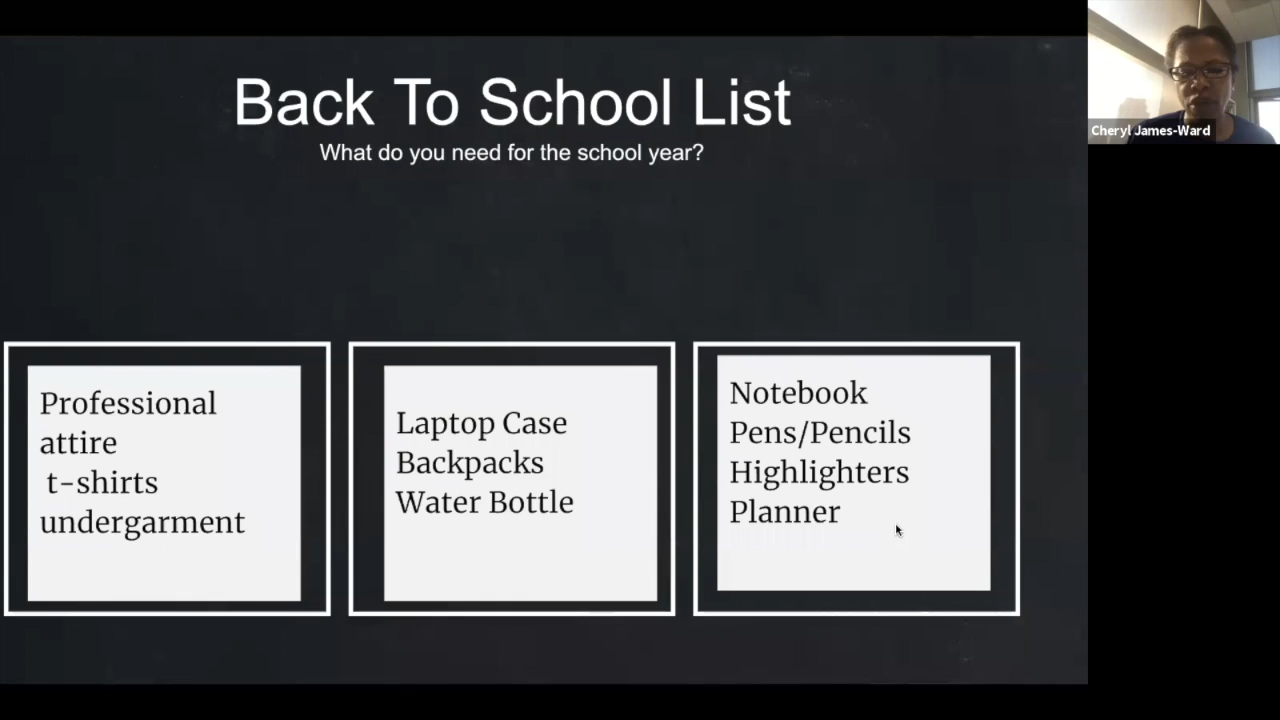 Back To School List
What do you need for the school year?
Professional
attire
t-shirts
undergarment
Laptop Case
Backpacks
Water Bottle
Notebook
Pens/Pencils
Highlighters
Planner
Cheryl James-Ward